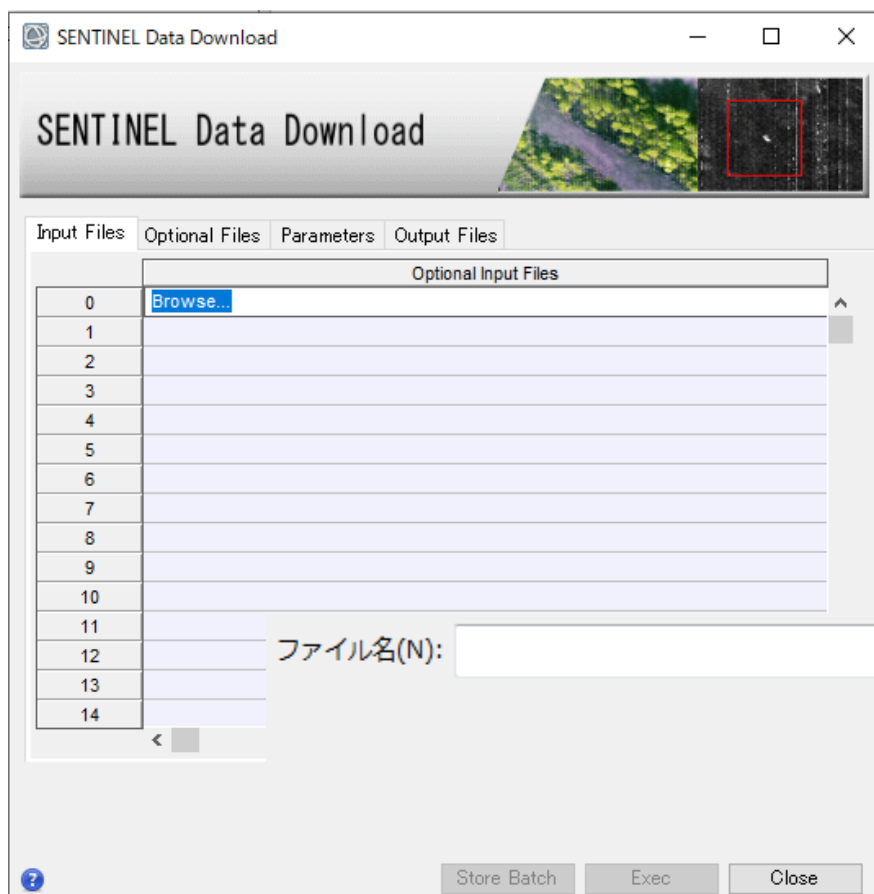 SENTINEL Data Download
SENTINEL Data Download
Input Files Optional Files Parameters Output Files
Optional Input Files
0 Browse...
1
2
3
4
5
6
7
8
9
10
11
ファイル名(N):
12
13
14
Store Batch Exec Close